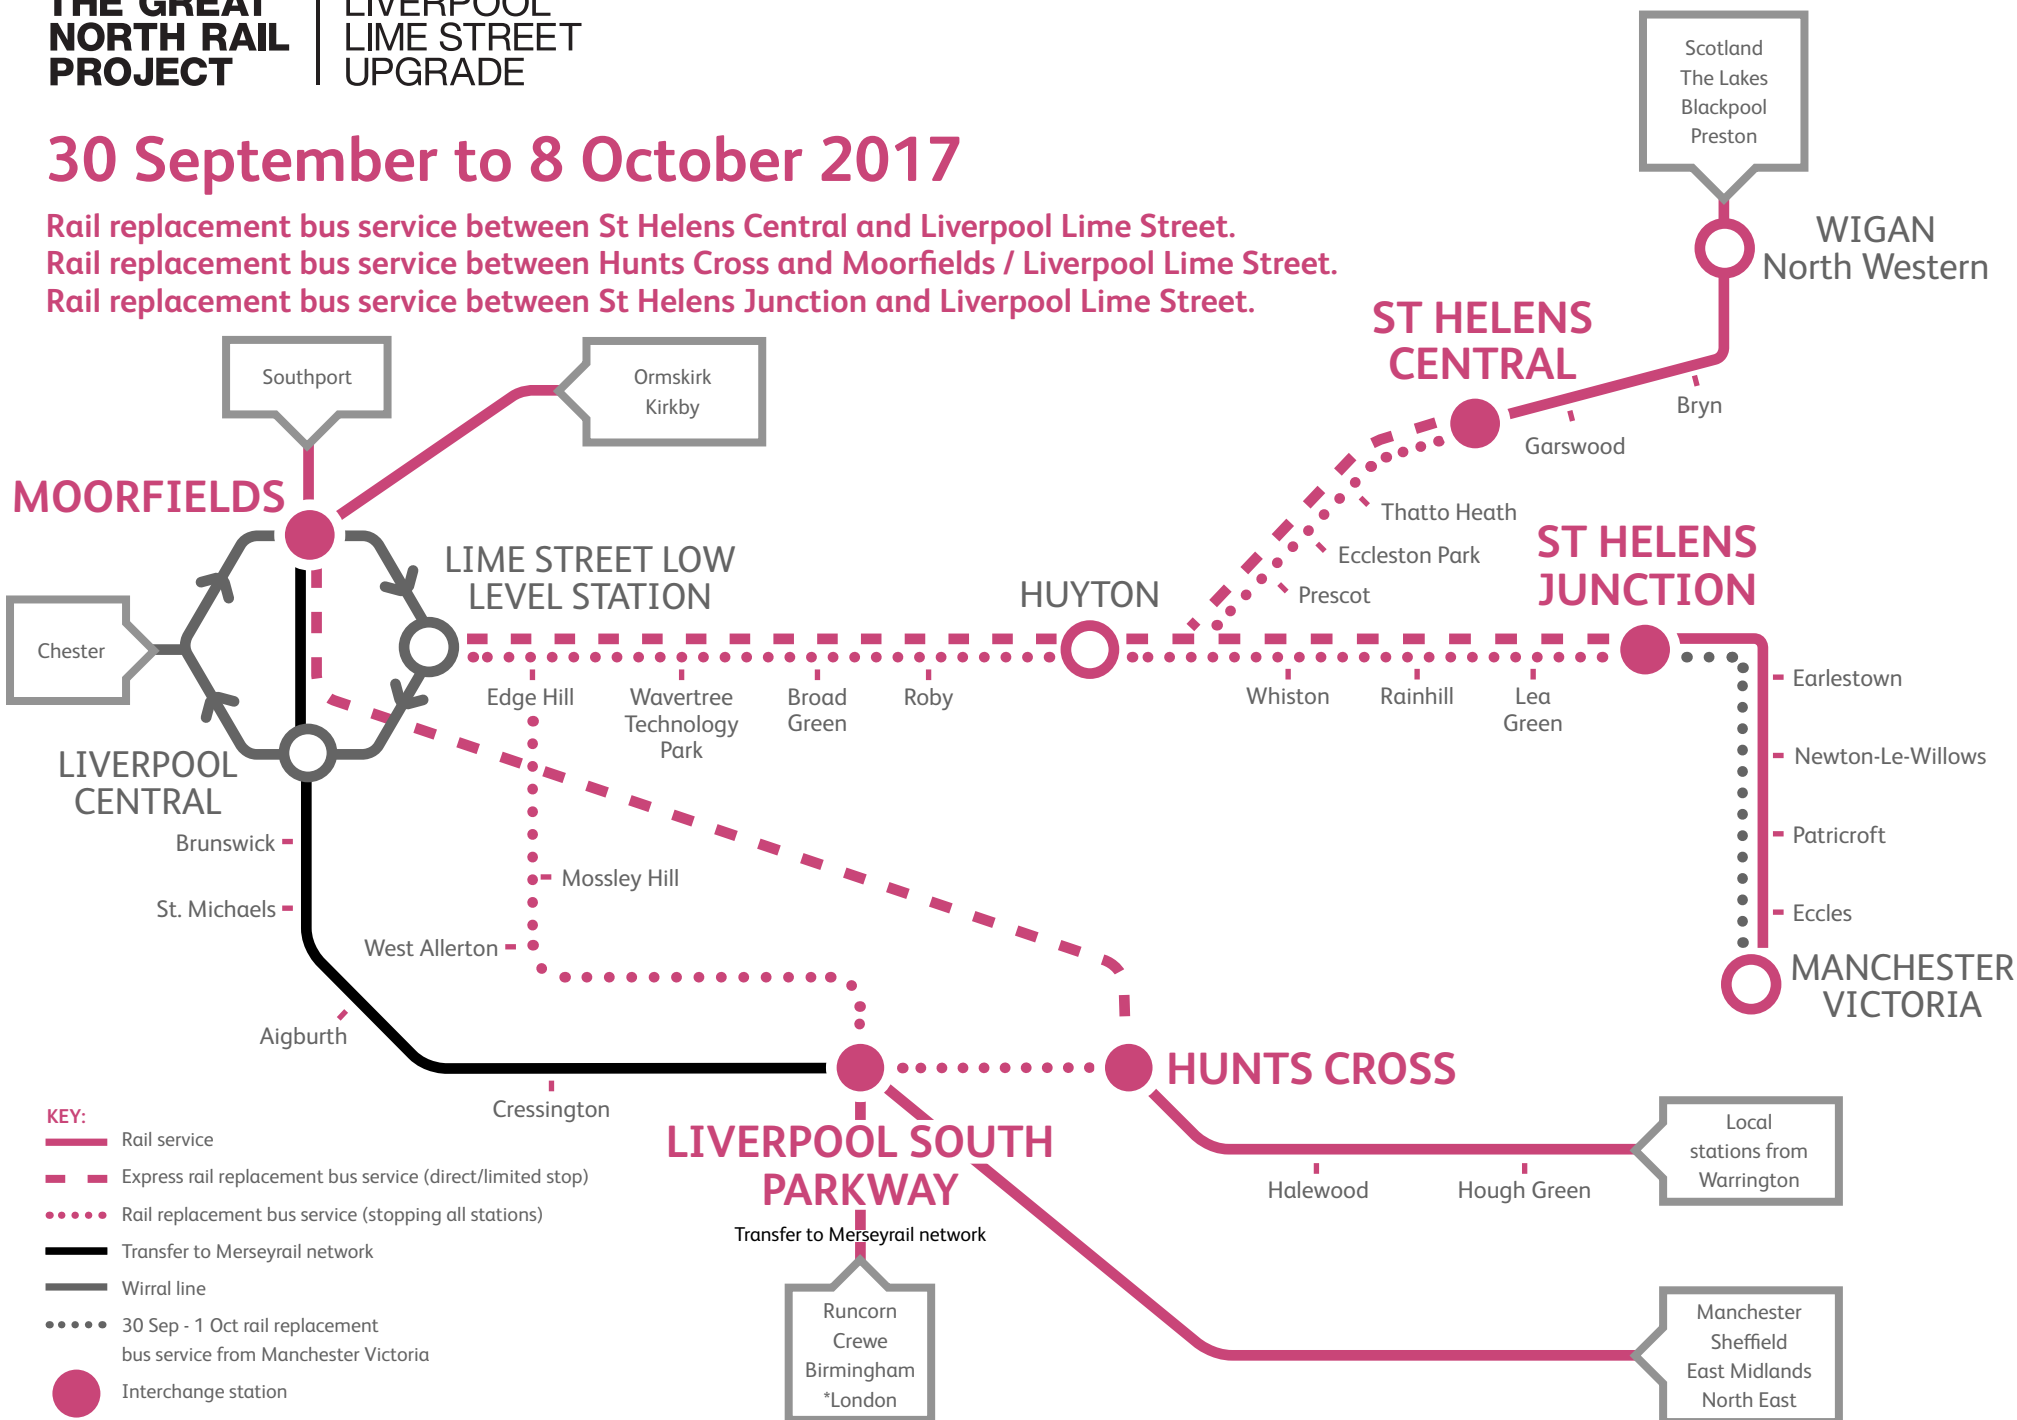 THE GREAT
NORTH RAIL
PROJECT
LIVERPOOL
LIME STREET
UPGRADE
30 September to 8 October 2017
Rail replacement bus service between St Helens Central and Liverpool Lime Street.
Rail replacement bus service between Hunts Cross and Moorfields / Liverpool Lime Street.
Rail replacement bus service between St Helens Junction and Liverpool Lime Street.
Scotland
The Lakes
Blackpool
Preston
WIGAN
North Western
ST HELENS
CENTRAL
Bryn
Garswood
Southport
Ormskirk
Kirkby
MOORFIELDS
LIME STREET LOW
LEVEL STATION
HUYTON
Thatto Heath
Eccleston Park
Prescot
ST HELENS
JUNCTION
Chester
Edge Hill
Wavertree
Technology
Park
Broad
Green
Roby
Whiston
Rainhill
Lea
Green
Earlestown
Newton-Le-Willows
Patricroft
Eccles
MANCHESTER
VICTORIA
LIVERPOOL
CENTRAL
Brunswick
St. Michaels
Mossley Hill
West Allerton
Aigburth
Cressington
HUNTS CROSS
LIVERPOOL SOUTH
PARKWAY
Transfer to Merseyrail network
Halewood
Hough Green
Local
stations from
Warrington
Runcorn
Crewe
Birmingham
*London
Manchester
Sheffield
East Midlands
North East
KEY:
Rail service
Express rail replacement bus service (direct/limited stop)
Rail replacement bus service (stopping all stations)
Transfer to Merseyrail network
Wirral line
30 Sep - 1 Oct rail replacement
bus service from Manchester Victoria
Interchange station